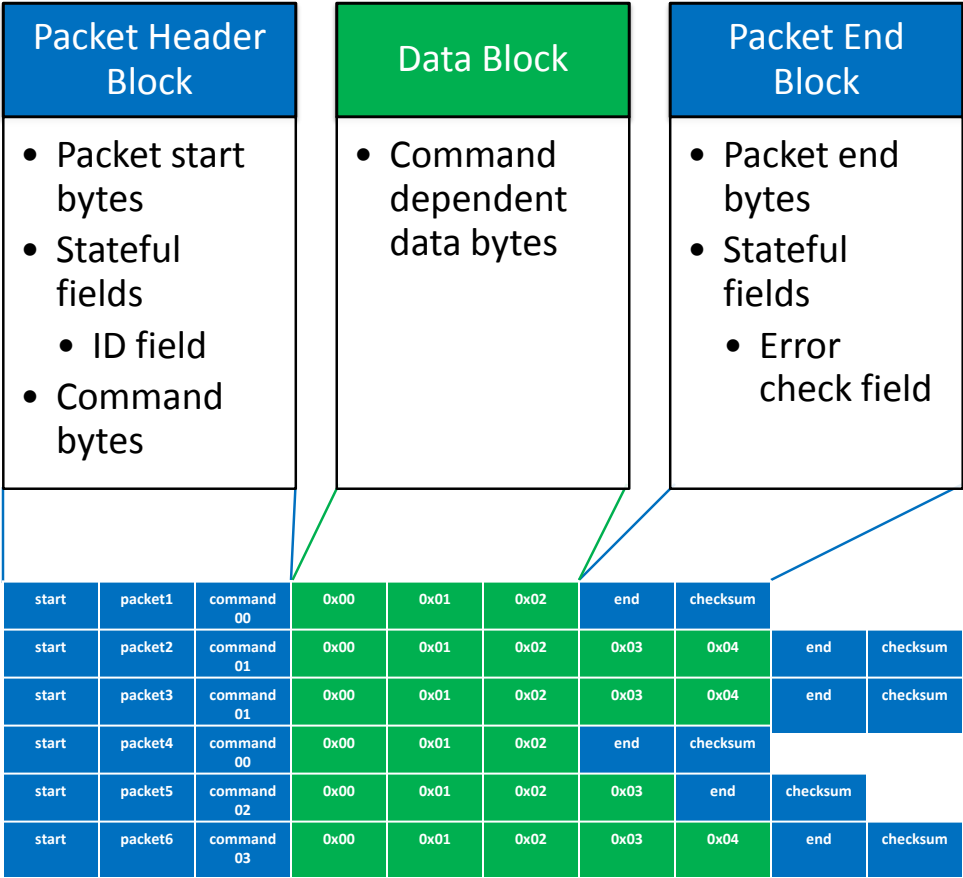 Packet Header
Block
• Packet start
bytes
• Stateful
fields
• ID field
• Command
bytes
Data Block
• Command
dependent
data bytes
Packet End
Block
• Packet end
bytes
• Stateful
fields
• Error
check field
start packet1 command 0x00 0x01 0x02 end checksum
00
start packet2 command 0x00 0x01 0x02 0x03 0x04 end checksum
01
start packet3 command 0x00 0x01 0x02 0x03 0x04 end checksum
01
start packet4 command 0x00 0x01 0x02 end checksum
00
start packet5 command 0x00 0x01 0x02 0x03 end checksum
02
start packet6 command 0x00 0x01 0x02 0x03 0x04 end checksum
03